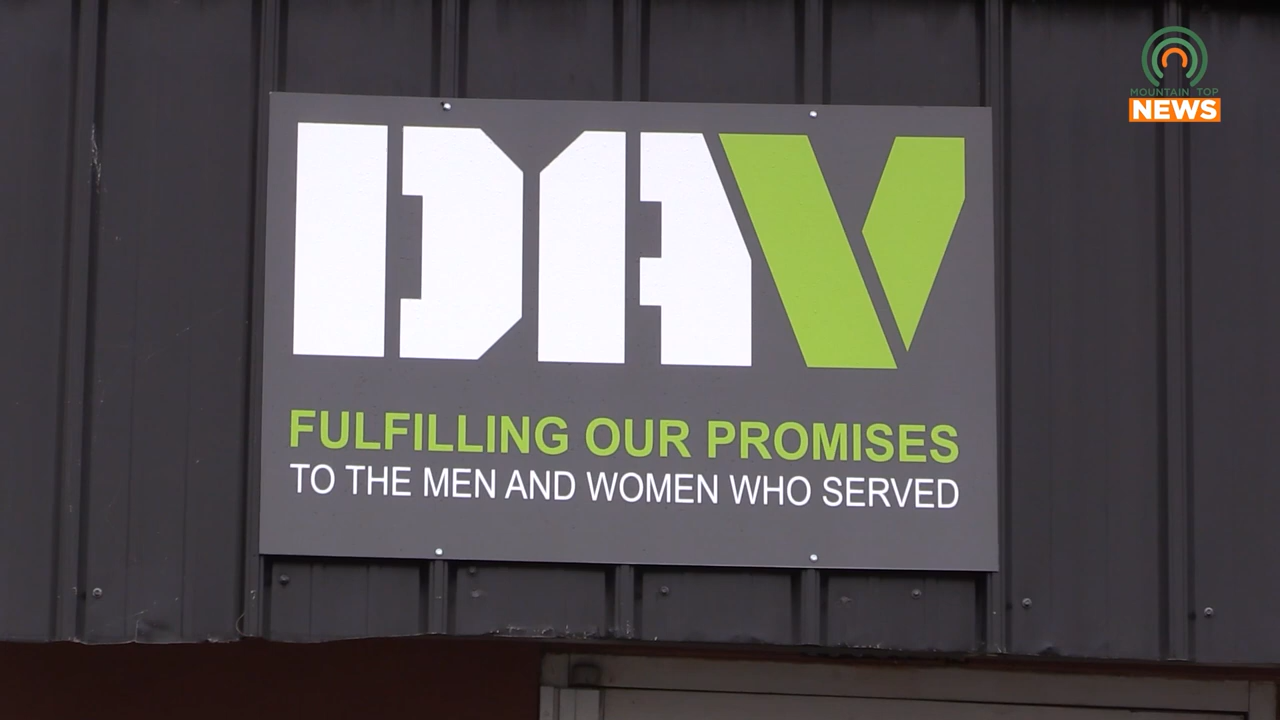 MOUNTAIN TOP
NEWS
DAV
FULFILLING OUR PROMISES
TO THE MEN AND WOMEN WHO SERVED